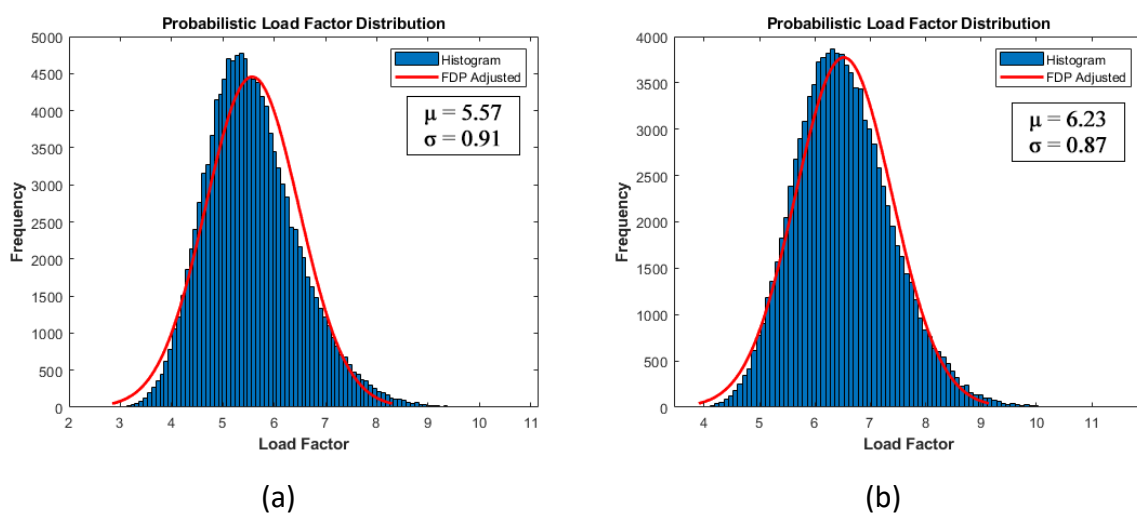 Probabilistic Load Factor Distribution
5000
4500
4000
3500
3000
2500
2000
1500
1000
500
0
Frequency
2 3 4 5 6 7 8 9 10 11
Load Factor
Histogram
FDP Adjusted
μ = 5.57
σ = 0.91
(a)
Probabilistic Load Factor Distribution
4000
3500
3000
2500
2000
1500
1000
500
0
Frequency
4 5 6 7 8 9 10 11
Load Factor
Histogram
FDP Adjusted
μ = 6.23
σ = 0.87
(b)